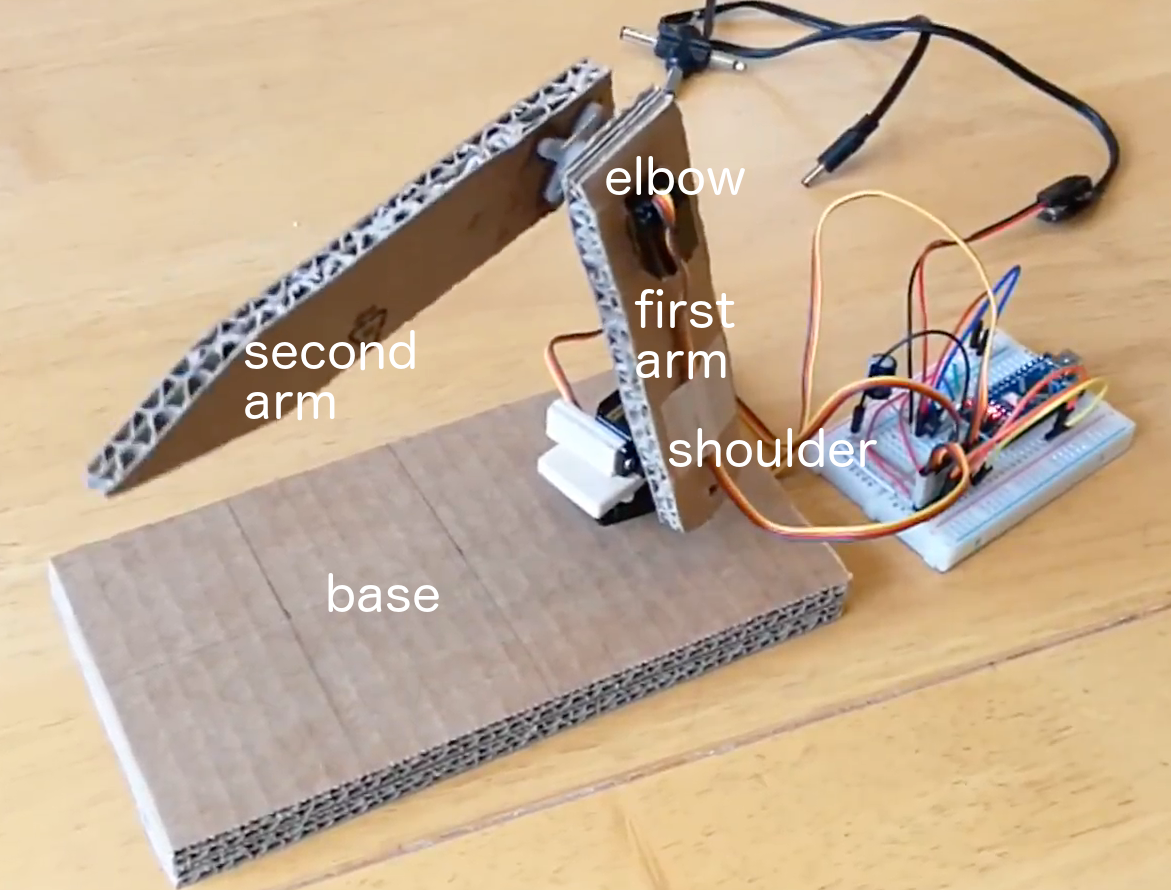 elbow
first
arm
second
arm
shoulder
base